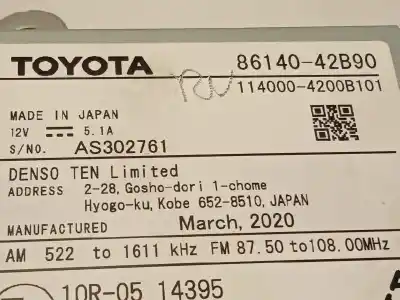 TOYOTA 86140-42B90
114000-4200B101
MADE IN JAPAN
12V 5.1A
S/NO. AS302761
DENSO TEN Limited
ADDRESS 2-28, Gosho-dori 1-chome
Hyogo-ku, Kobe 652-8510, JAPAN
MANUFACTURED March, 2020
AM 522 to 1611 kHz FM 87.50 to 108.00MHz
10R-05 14395